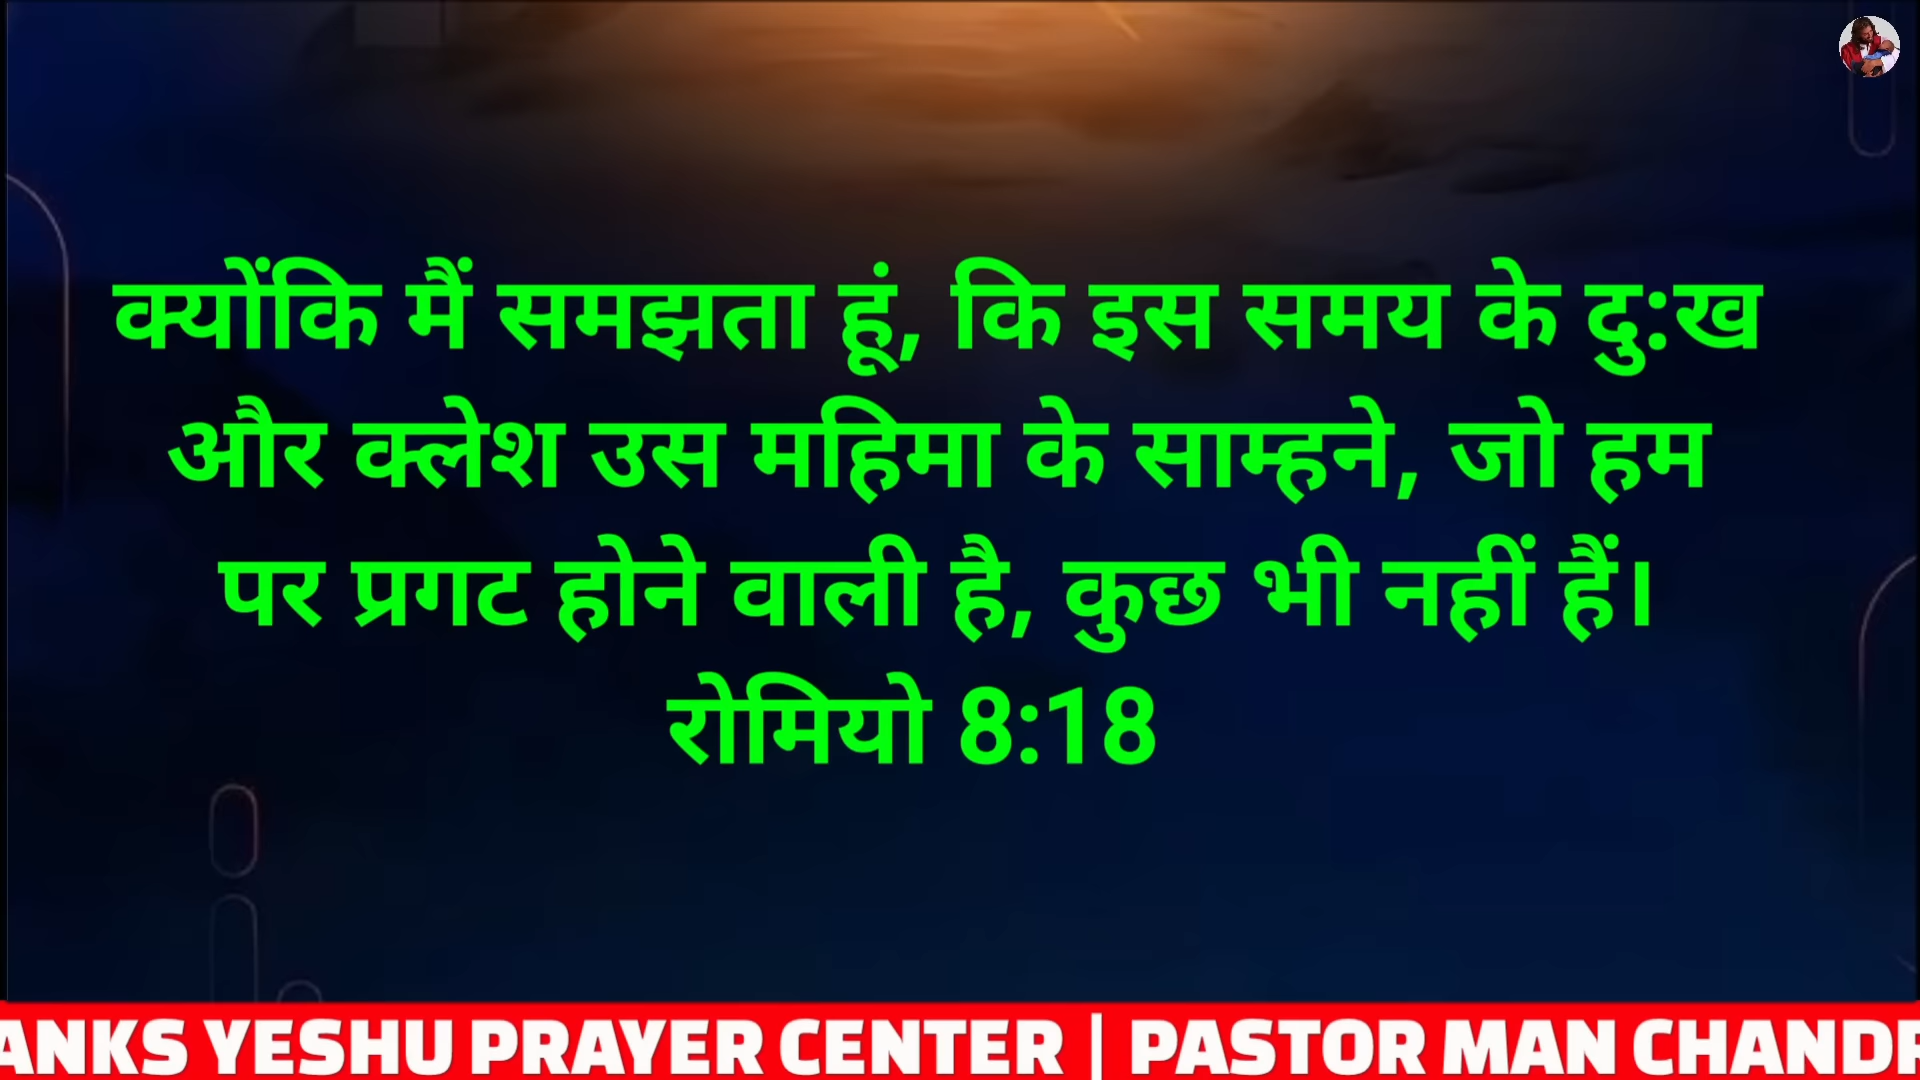 क्योंकि मैं समझता हूं, कि इस समय के दु:ख
और क्लेश उस महिमा के साम्हने, जो हम
पर प्रगट होने वाली है, कुछ भी नहीं हैं।
रोमियो 8:18
ANKS YESHU PRAYER CENTER | PASTOR MAN CHANDR